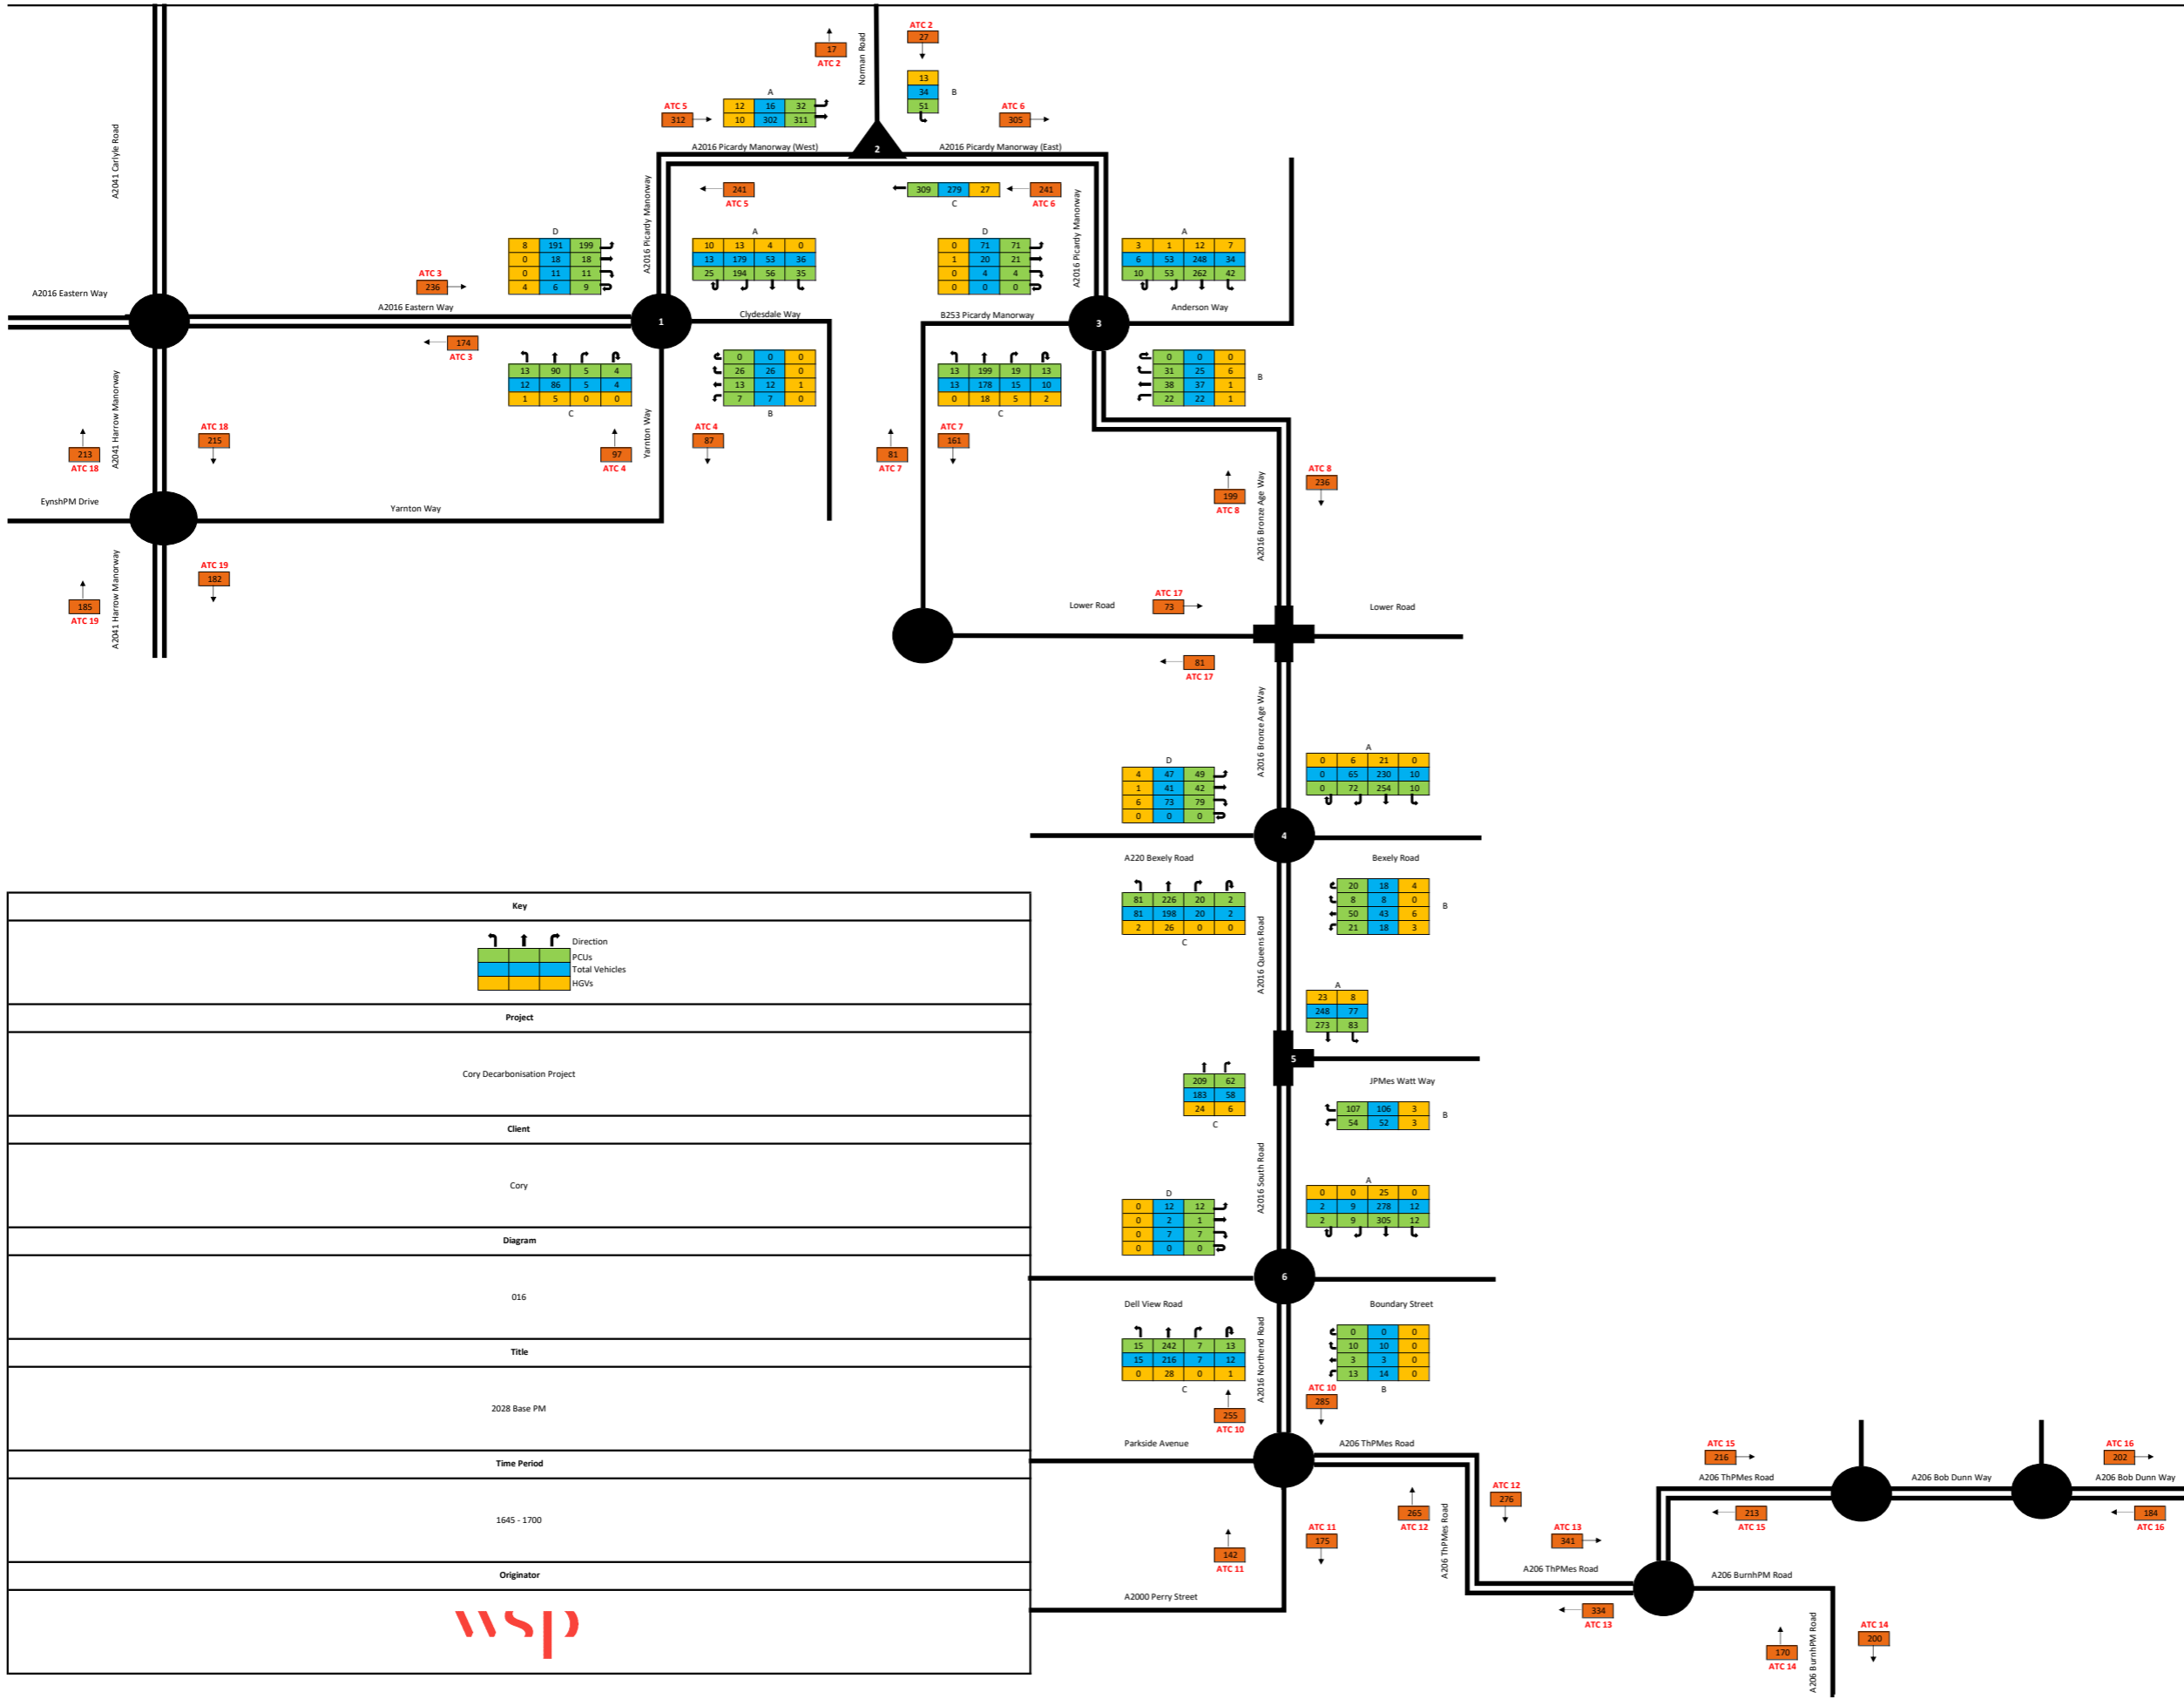 ATC 2
27
17
ATC 2
Norman Road
13
34
51
B
A
12 16 32
10 302 311
ATC 5
312
ATC 6
305
A2016 Picardy Manorway (West)
2
A2016 Picardy Manorway (East)
A2041 Carlyle Road
A2016 Picardy Manorway
241
ATC 5
309 279 27
C
241
ATC 6
A2016 Picardy Manorway
D
8 191 199
0 18 18
0 11 11
4 6 9
A
10 13 4 0
13 179 53 36
25 194 56 35
D
0 71 71
1 20 21
0 4 4
0 0 0
A
3 1 12 7
6 53 248 34
10 53 262 42
ATC 3
236
A2016 Eastern Way
A2016 Eastern Way
1
Clydesdale Way
B253 Picardy Manorway
3
Anderson Way
174
ATC 3
13 90 5 4
12 86 5 4
1 5 0 0
C
0 0 0
26 26 0
13 12 1
7 7 0
B
13 199 19 13
13 178 15 10
0 18 5 2
C
0 0 0
31 25 6
38 37 1
22 22 1
B
A2041 Harrow Manorway
213
ATC 18
ATC 18
215
97
ATC 4
Yarnton Way
ATC 4
87
81
ATC 7
ATC 7
161
199
ATC 8
A2016 Bronze Age Way
ATC 8
236
EynshPM Drive
Yarnton Way
185
ATC 19
A2041 Harrow Manorway
ATC 19
182
Lower Road
ATC 17
73
Lower Road
81
ATC 17
A2016 Bronze Age Way
D
4 47 49
1 41 42
6 73 79
0 0 0
A
0 6 21 0
0 65 230 10
0 72 254 10
4
A220 Bexely Road
Bexely Road
81 226 20 2
81 198 20 2
2 26 0 0
C
A2016 Queens Road
20 18 4
8 8 0
50 43 6
21 18 3
B
A
23 8
248 77
273 83
5
JPMes Watt Way
209 62
183 58
24 6
C
107 106 3
54 52 3
B
A2016 South Road
D
0 12 12
0 2 1
0 7 7
0 0 0
A
0 0 25 0
2 9 278 12
2 9 305 12
6
Dell View Road
Boundary Street
15 242 7 13
15 216 7 12
0 28 0 1
C
A2016 Northend Road
0 0 0
10 10 0
3 3 0
13 14 0
B
255
ATC 10
ATC 10
285
Parkside Avenue
A206 ThPMes Road
142
ATC 11
ATC 11
175
A2000 Perry Street
265
ATC 12
A206 ThPMes Road
ATC 12
276
ATC 13
341
A206 ThPMes Road
334
ATC 13
ATC 15
216
A206 ThPMes Road
213
ATC 15
A206 Bob Dunn Way
ATC 16
202
A206 Bob Dunn Way
184
ATC 16
A206 BurnhPM Road
170
ATC 14
A206 BurnhPM Road
ATC 14
200
Key
Direction
PCUs
Total Vehicles
HGVs
Project
Cory Decarbonisation Project
Client
Cory
Diagram
016
Title
2028 Base PM
Time Period
1645 - 1700
Originator
wsp